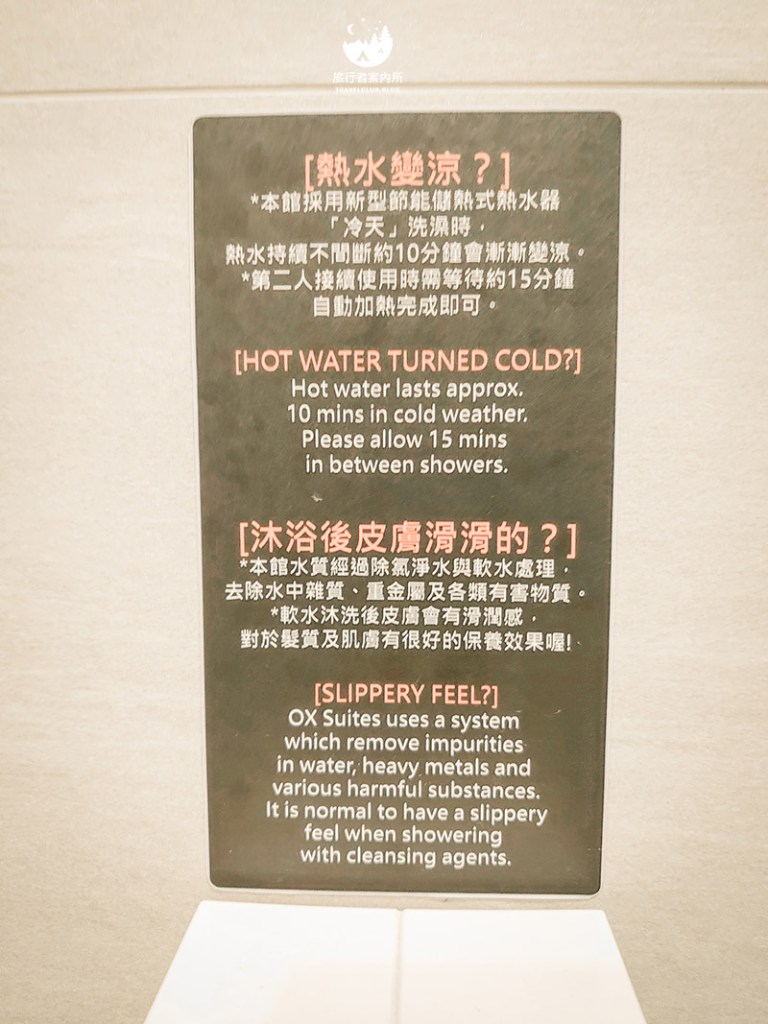 旅行者案內所
[熱水變涼？]
*本館採用新型節能儲熱式熱水器
「冷天」洗澡時，
熱水持續不間斷約10分鐘會漸漸變涼。
*第二人接續使用時需等待約15分鐘
自動加熱完成即可。
[HOT WATER TURNED COLD?]
Hot water lasts approx.
10 mins in cold weather.
Please allow 15 mins
in between showers.
[沐浴後皮膚滑滑的？]
*本館水質經過除氯淨水與軟水處理，
去除水中雜質、重金屬及各類有害物質。
*軟水沐洗後皮膚會有滑潤感，
對於髮質及肌膚有很好的保養效果喔!
[SLIPPERY FEEL?]
OX Suites uses a system
which remove impurities
in water, heavy metals and
various harmful substances.
It is normal to have a slippery
feel when showering
with cleansing agents.